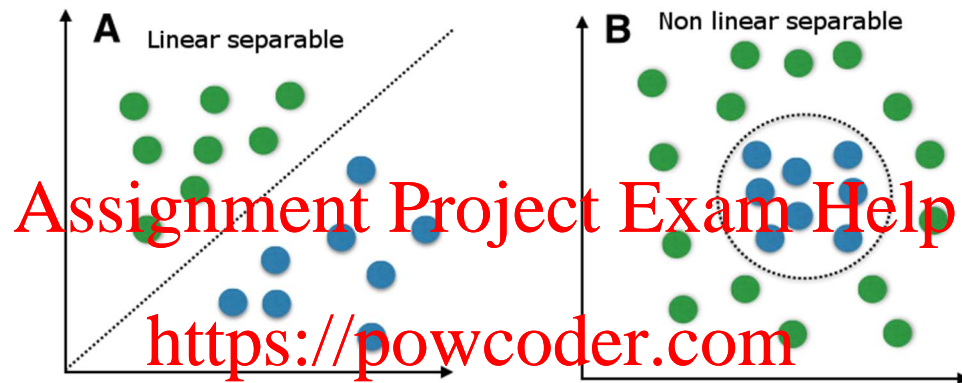 A
Linear separable
B
Non linear separable
Assignment Project Exam Help
https://powcoder.com